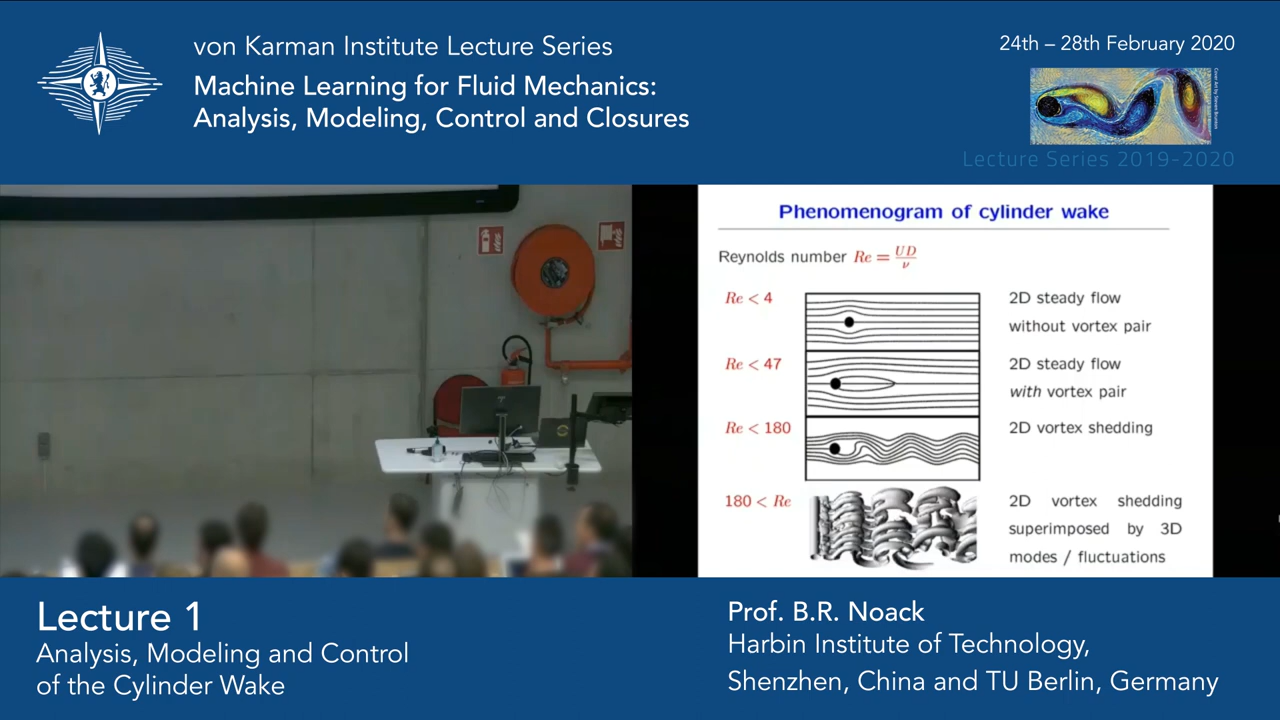 von Karman Institute Lecture Series
Machine Learning for Fluid Mechanics:
Analysis, Modeling, Control and Closures
24th – 28th February 2020
Lecture Series 2019-2020
Phenomenogram of cylinder wake
Reynolds number Re = UD/ν
Re < 4
2D steady flow
without vortex pair
Re < 47
2D steady flow
with vortex pair
Re < 180
2D vortex shedding
180 < Re
2D vortex shedding
superimposed by 3D
modes / fluctuations
Lecture 1
Analysis, Modeling and Control
of the Cylinder Wake
Prof. B.R. Noack
Harbin Institute of Technology,
Shenzhen, China and TU Berlin, Germany